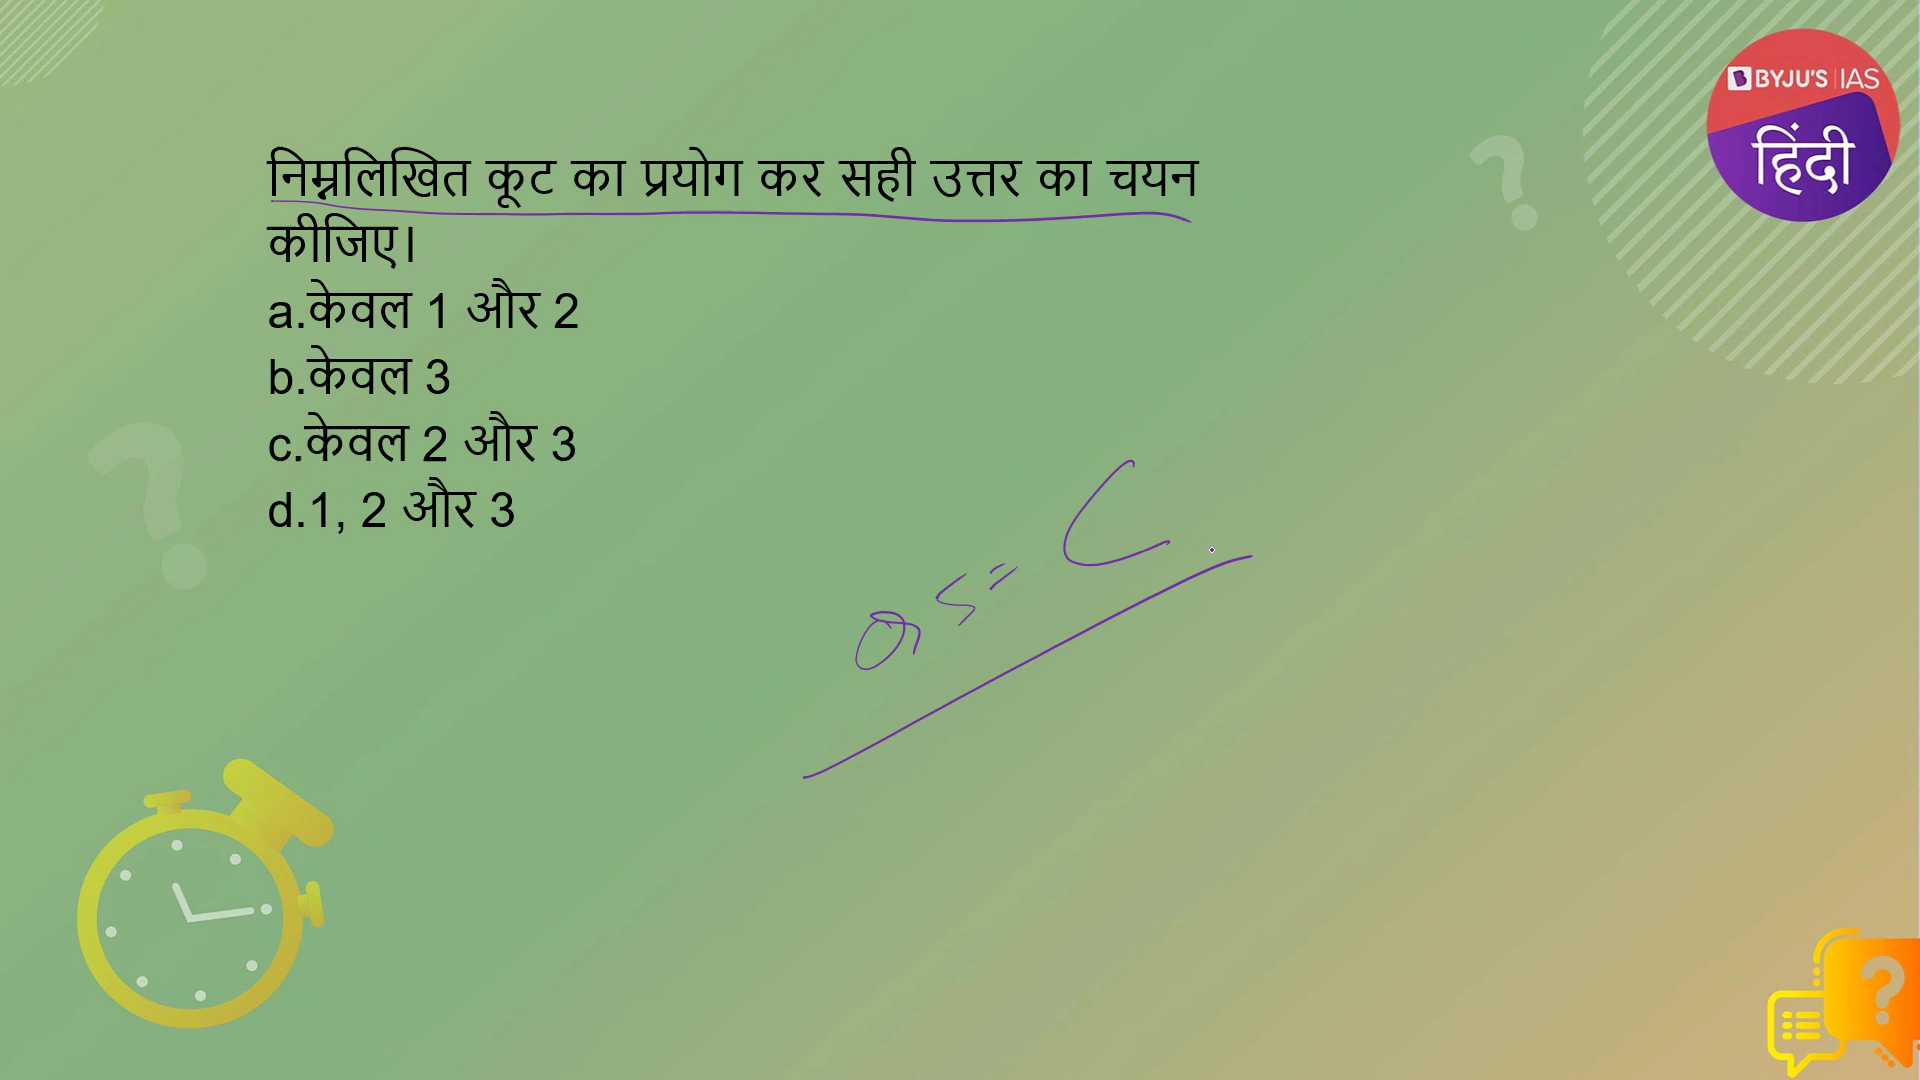 BYJU'S IAS
हिंदी
निम्नलिखित कूट का प्रयोग कर सही उत्तर का चयन
कीजिए।
a.केवल 1 और 2
b.केवल 3
c.केवल 2 और 3
d.1, 2 और 3